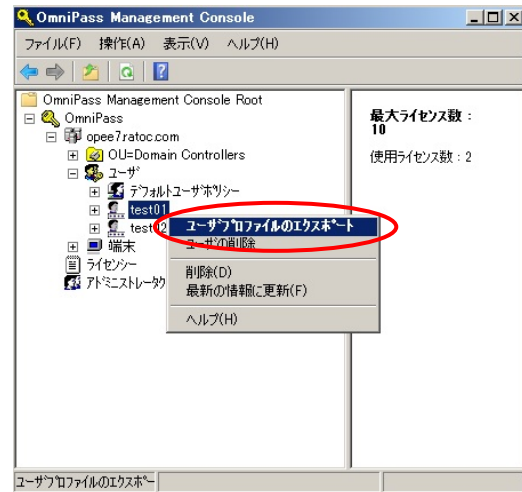 OmniPass Management Console
ファイル(F) 操作(A) 表示(V) ヘルプ(H)
OmniPass Management Console Root
OmniPass
opee7.ratoc.com
OU=Domain Controllers
ユーザ
デフォルトユーザポリシー
test01
test02
端末
ライセンシー
アドミニストレータグ
ユーザプロファイルのエクスポート
ユーザの削除
削除(D)
最新の情報に更新(F)
ヘルプ(H)
最大ライセンス数 :
10
使用ライセンス数 : 2
ユーザプロファイルのエクスポー